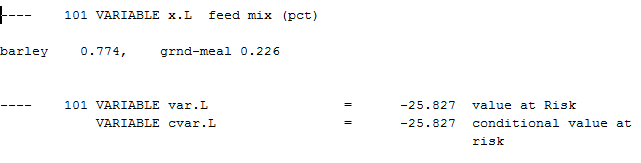 ----    101 VARIABLE x.L  feed mix (pct)
barley    0.774,    grnd-meal 0.226
----    101 VARIABLE var.L                =      -25.827  value at Risk
            VARIABLE cvar.L               =      -25.827  conditional value at
                                                          risk